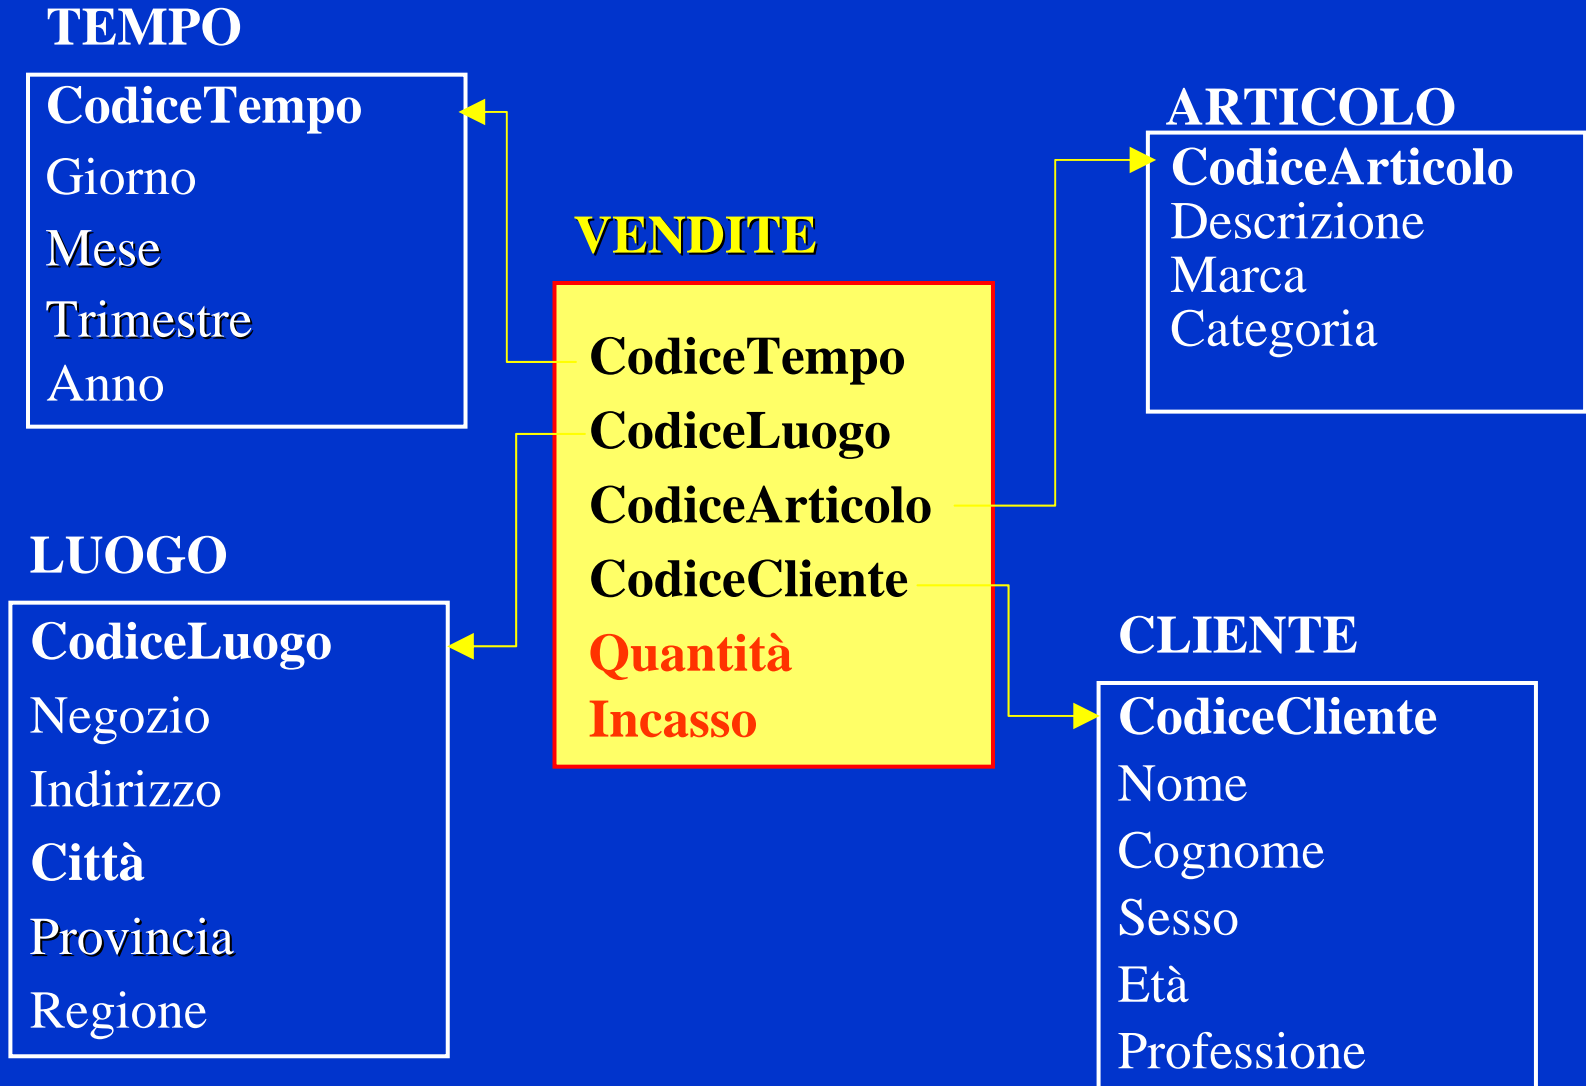 TEMPO
CodiceTempo
Giorno
Mese
Trimestre
Anno
LUOGO
CodiceLuogo
Negozio
Indirizzo
Città
Provincia
Regione
VENDITE
CodiceTempo
CodiceLuogo
CodiceArticolo
CodiceCliente
Quantità
Incasso
ARTICOLO
CodiceArticolo
Descrizione
Marca
Categoria
CLIENTE
CodiceCliente
Nome
Cognome
Sesso
Età
Professione